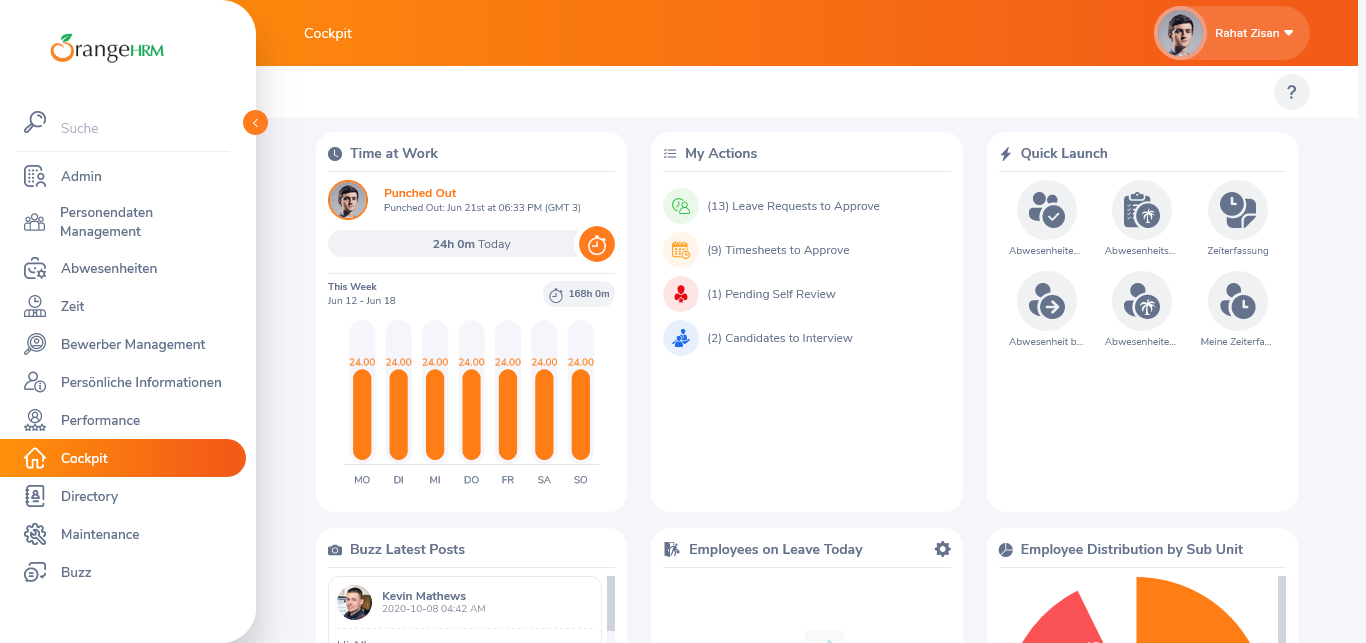 OrangeHRM
Cockpit
Rahat Zisan
?
Suche
Admin
Personendaten
Management
Abwesenheiten
Zeit
Bewerber Management
Persönliche Informationen
Performance
Cockpit
Directory
Maintenance
Buzz
Time at Work
Punched Out
Punched Out: Jun 21st at 06:33 PM (GMT 3)
24h 0m Today
This Week
Jun 12 - Jun 18
168h 0m
24.00 24.00 24.00 24.00 24.00 24.00 24.00
MO DI MI DO FR SA SO
My Actions
(13) Leave Requests to Approve
(9) Timesheets to Approve
(1) Pending Self Review
(2) Candidates to Interview
Quick Launch
Abwesenheite... Abwesenheits... Zeiterfassung
Abwesenheit b... Abwesenheite... Meine Zeiterfa...
Buzz Latest Posts
Kevin Mathews
2020-10-08 04:42 AM
Employees on Leave Today
Employee Distribution by Sub Unit